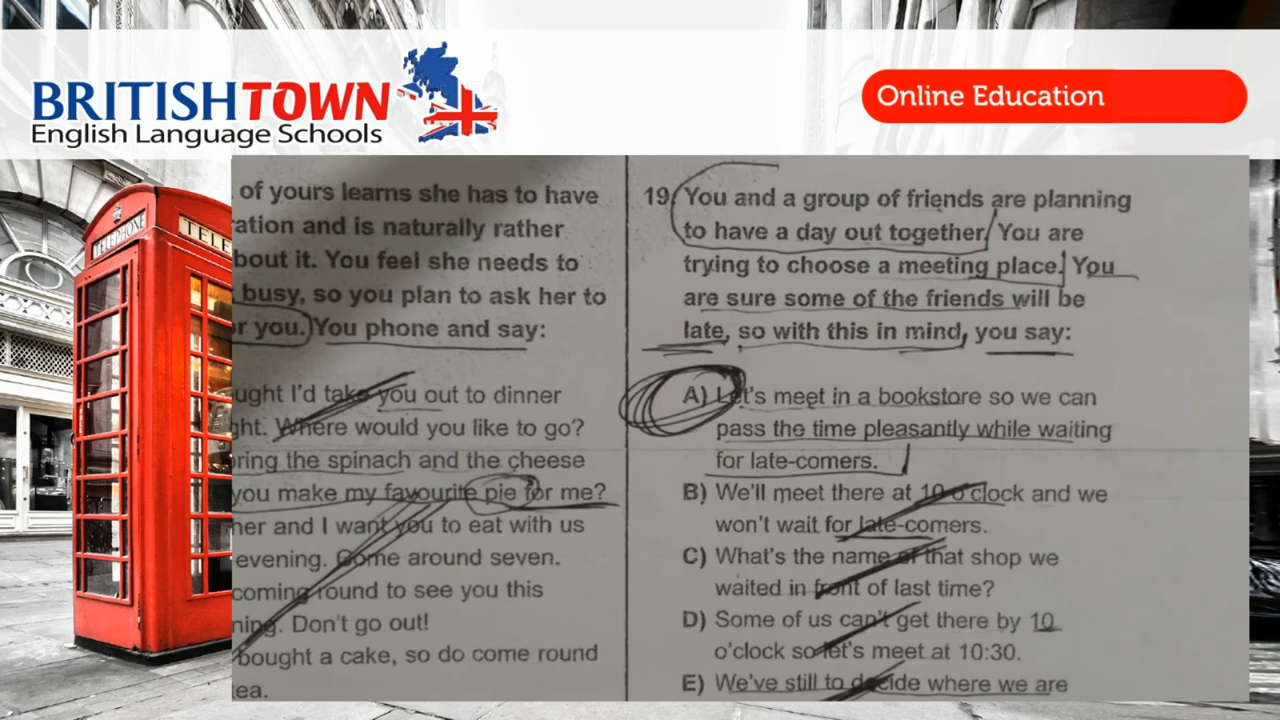 BRITISHTOWN
English Language Schools
Online Education
TELEPHONE
TELE
of yours learns she has to have
ation and is naturally rather
bout it. You feel she needs to
busy, so you plan to ask her to
r you. You phone and say:
ught I'd take you out to dinner
ght. Where would you like to go?
ring the spinach and the cheese
you make my favourite pie for me?
her and I want you to eat with us
evening. Come around seven.
coming round to see you this
ning. Don't go out!
bought a cake, so do come round
tea.
19. You and a group of friends are planning
to have a day out together. You are
trying to choose a meeting place. You
are sure some of the friends will be
late, so with this in mind, you say:
A) Let's meet in a bookstore so we can
pass the time pleasantly while waiting
for late-comers.
B) We'll meet there at 10 o'clock and we
won't wait for late-comers.
C) What's the name of that shop we
waited in front of last time?
D) Some of us can't get there by 10
o'clock so let's meet at 10:30.
E) We've still to decide where we are